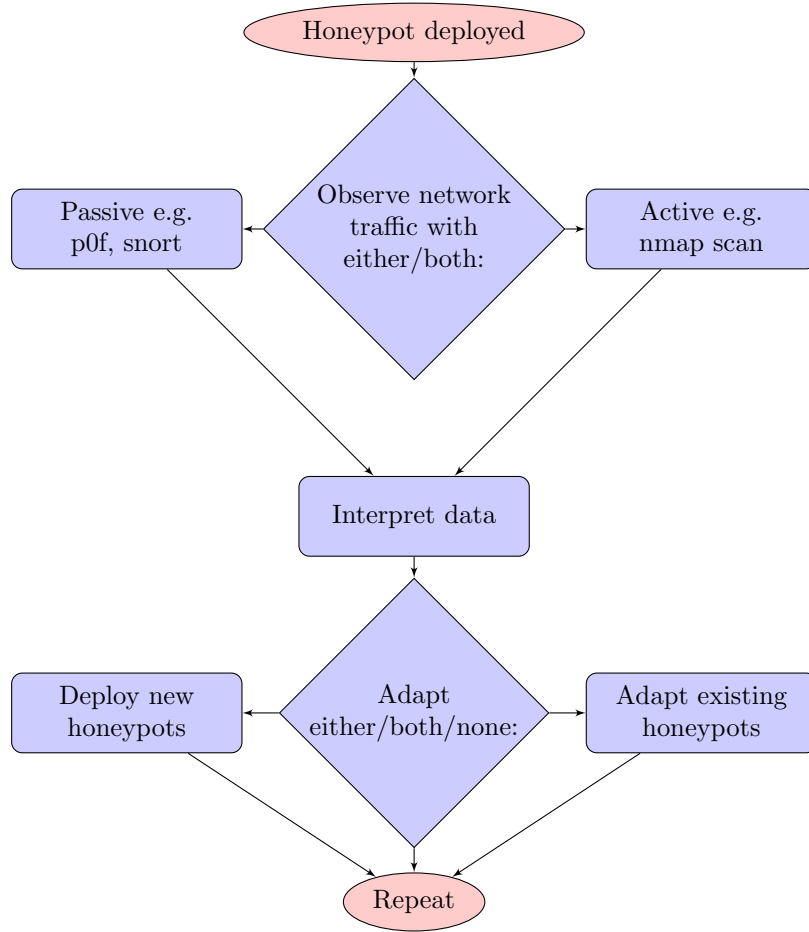 Honeypot deployed
Observe network
traffic with
either/both:
Passive e.g.
p0f, snort
Active e.g.
nmap scan
Interpret data
Adapt
either/both/none:
Deploy new
honeypots
Adapt existing
honeypots
Repeat